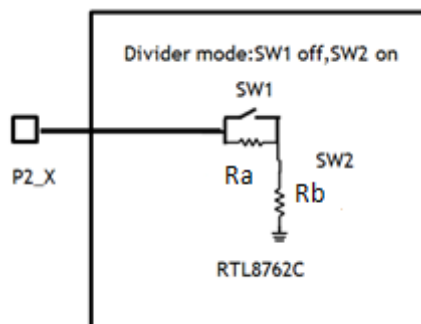 Divider mode:SW1 off,SW2 on
SW1
P2_X
Ra
SW2
Rb
RTL8762C